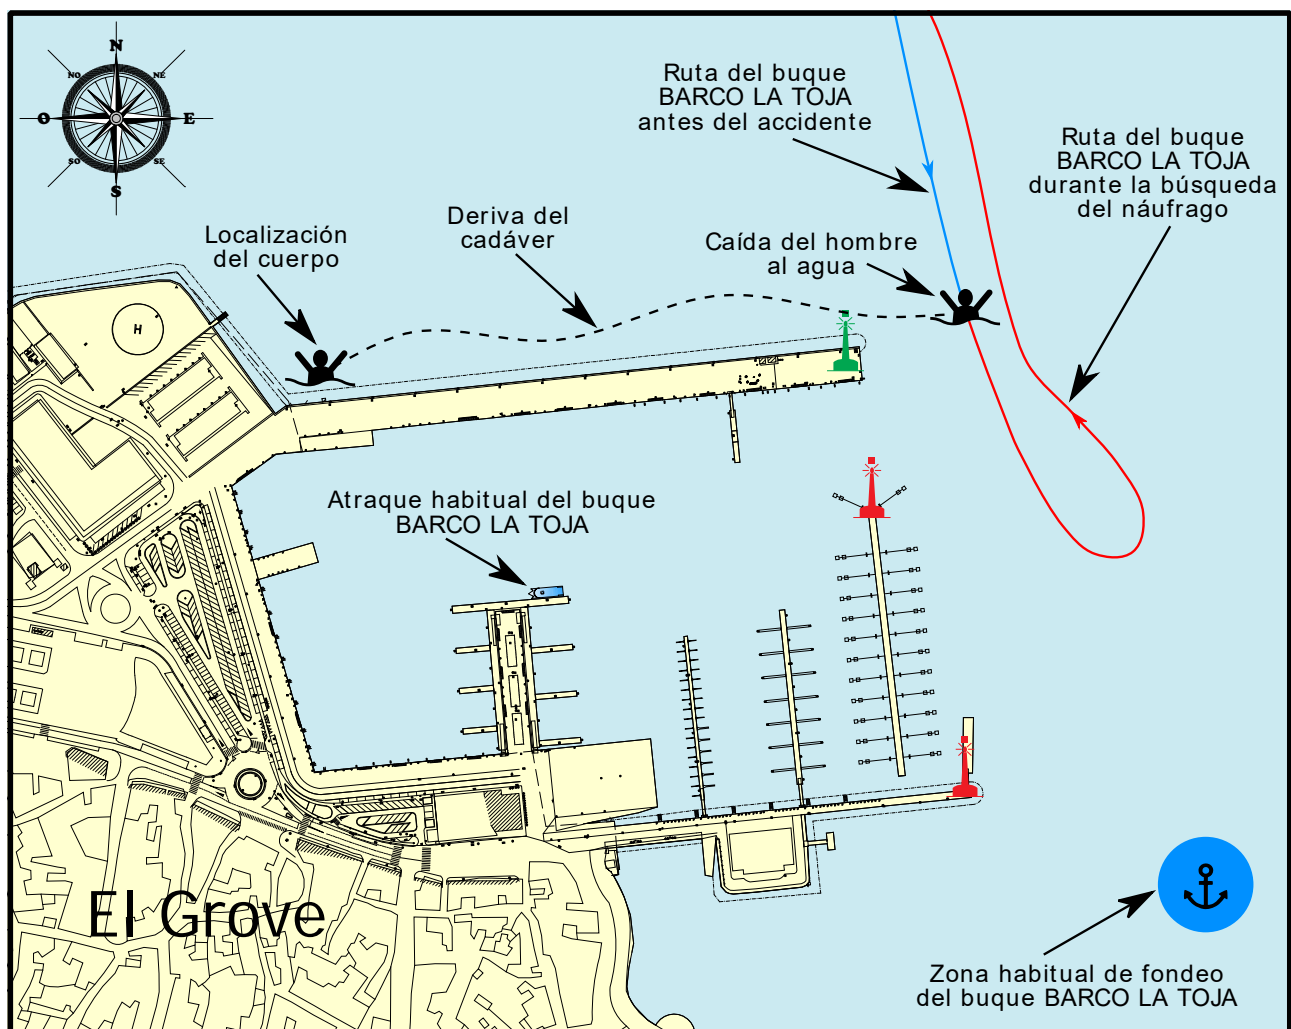 N
NO
NE
O
E
SO
SE
S
Ruta del buque
BARCO LA TOJA
antes del accidente
Ruta del buque
BARCO LA TOJA
durante la búsqueda
del náufrago
Deriva del
cadáver
Localización
del cuerpo
Caída del hombre
al agua
H
Atraque habitual del buque
BARCO LA TOJA
El Grove
Zona habitual de fondeo
del buque BARCO LA TOJA